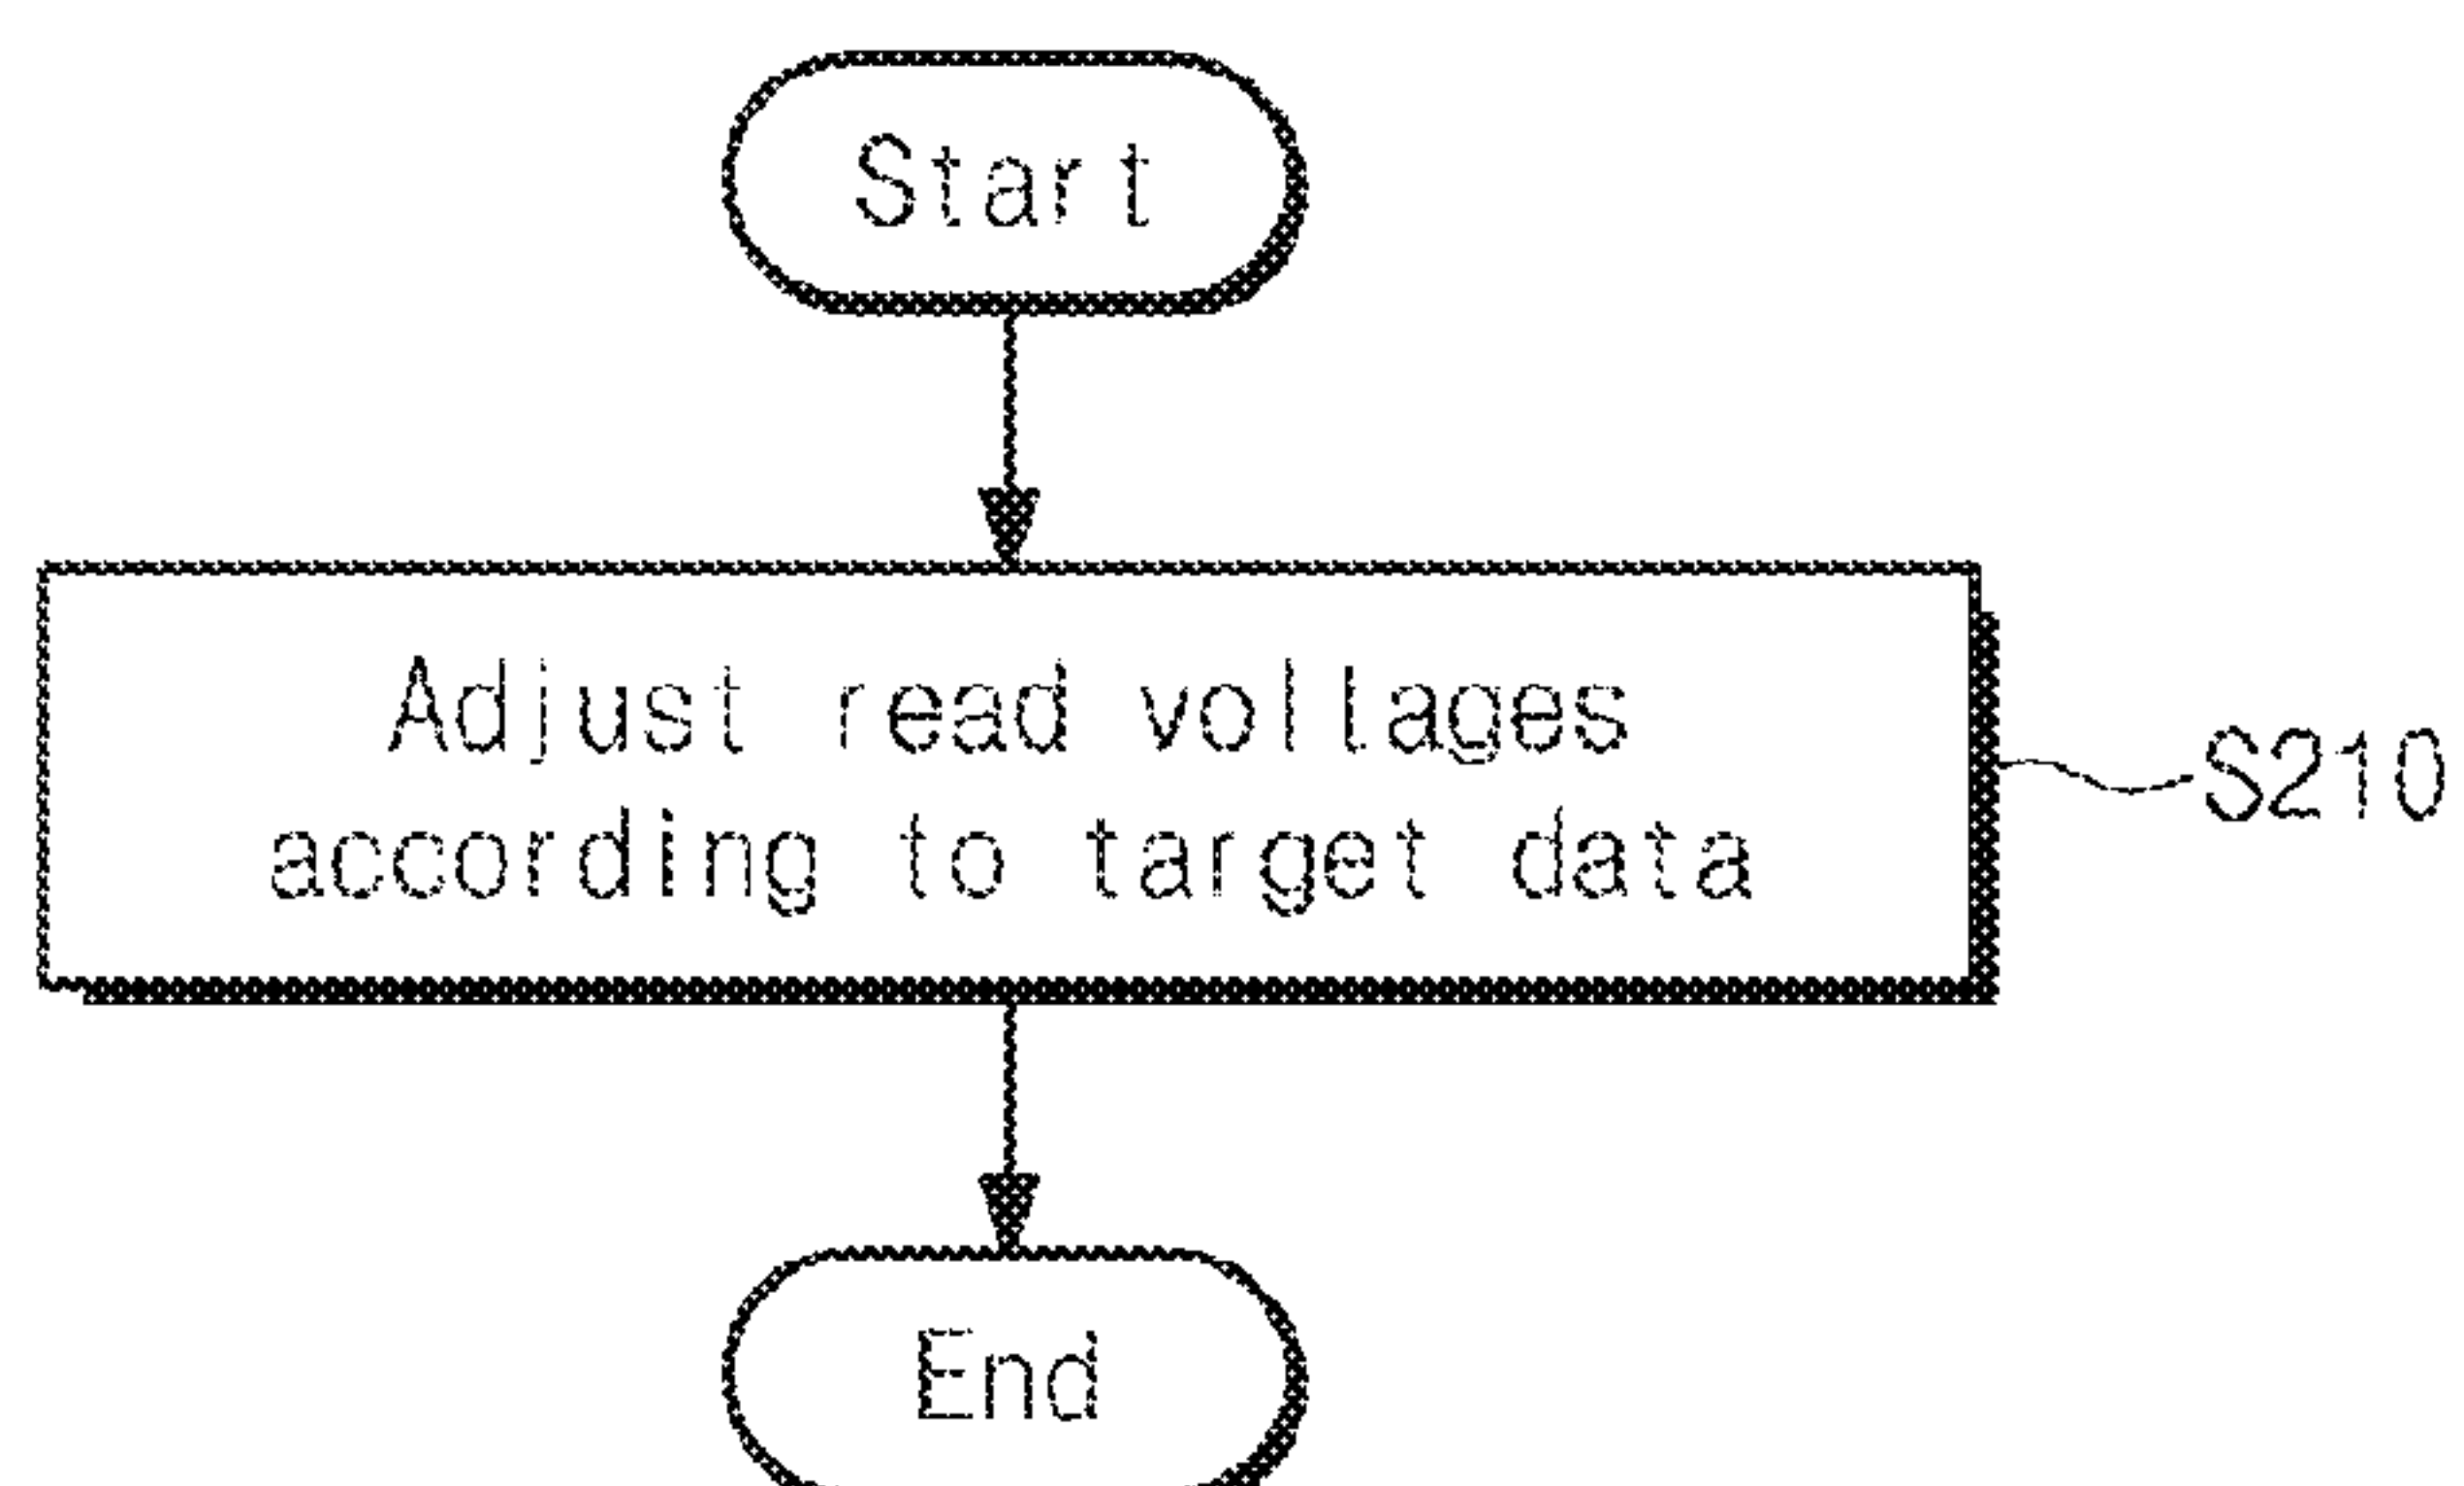 Start
Adjust read voltages
according to target data
S210
End